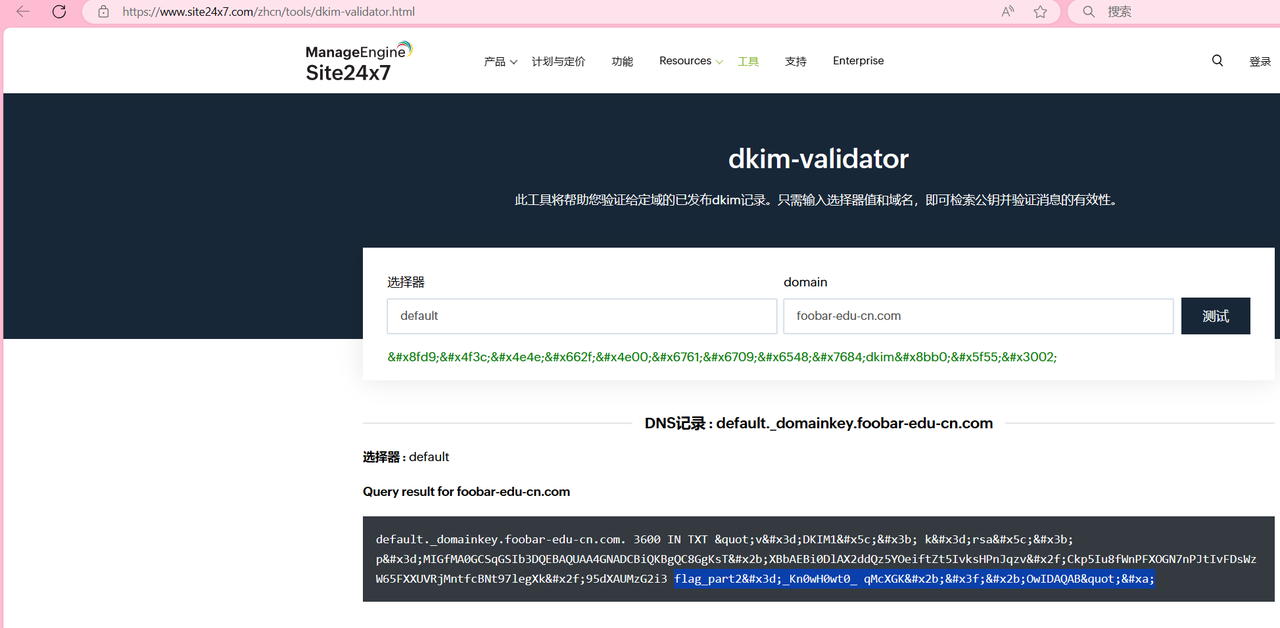 https://www.site24x7.com/zhcn/tools/dkim-validator.html
搜索
ManageEngine
Site24x7
产品 计划与定价 功能 Resources 工具 支持 Enterprise 登录
dkim-validator
此工具将帮助您验证给定域的已发布dkim记录。只需输入选择器值和域名，即可检索公钥并验证消息的有效性。
选择器 domain
default foobar-edu-cn.com 测试
&#x8fd9;&#x4f3c;&#x4e4e;&#x662f;&#x4e00;&#x6761;&#x6709;&#x6548;&#x7684;dkim&#x8bb0;&#x5f55;&#x3002;
DNS记录 : default._domainkey.foobar-edu-cn.com
选择器 : default
Query result for foobar-edu-cn.com
default._domainkey.foobar-edu-cn.com. 3600 IN TXT &quot;v&#x3d;DKIM1&#x5c;&#x3b; k&#x3d;rsa&#x5c;&#x3b;
p&#x3d;MIGfMA0GCSqGSIb3DQEBAQUAA4GNADCBiQKBgQC8GgKsT&#x2b;XBbAEBi0DlAX2ddQz5YOeiftZt5IvksHPnJqzv&#x2f;Ckp5Iu8fWnPFXOGN7nPJtIvFDsWz
W65FXXUVRjMntfcBNt97legXk&#x2f;95dXAUMzG2i3 flag_part2&#x3d;_Kn0wH0wt0_ qMcXGK&#x2b;&#x3f;&#x2b;OwIDAQAB&quot;&#xa;